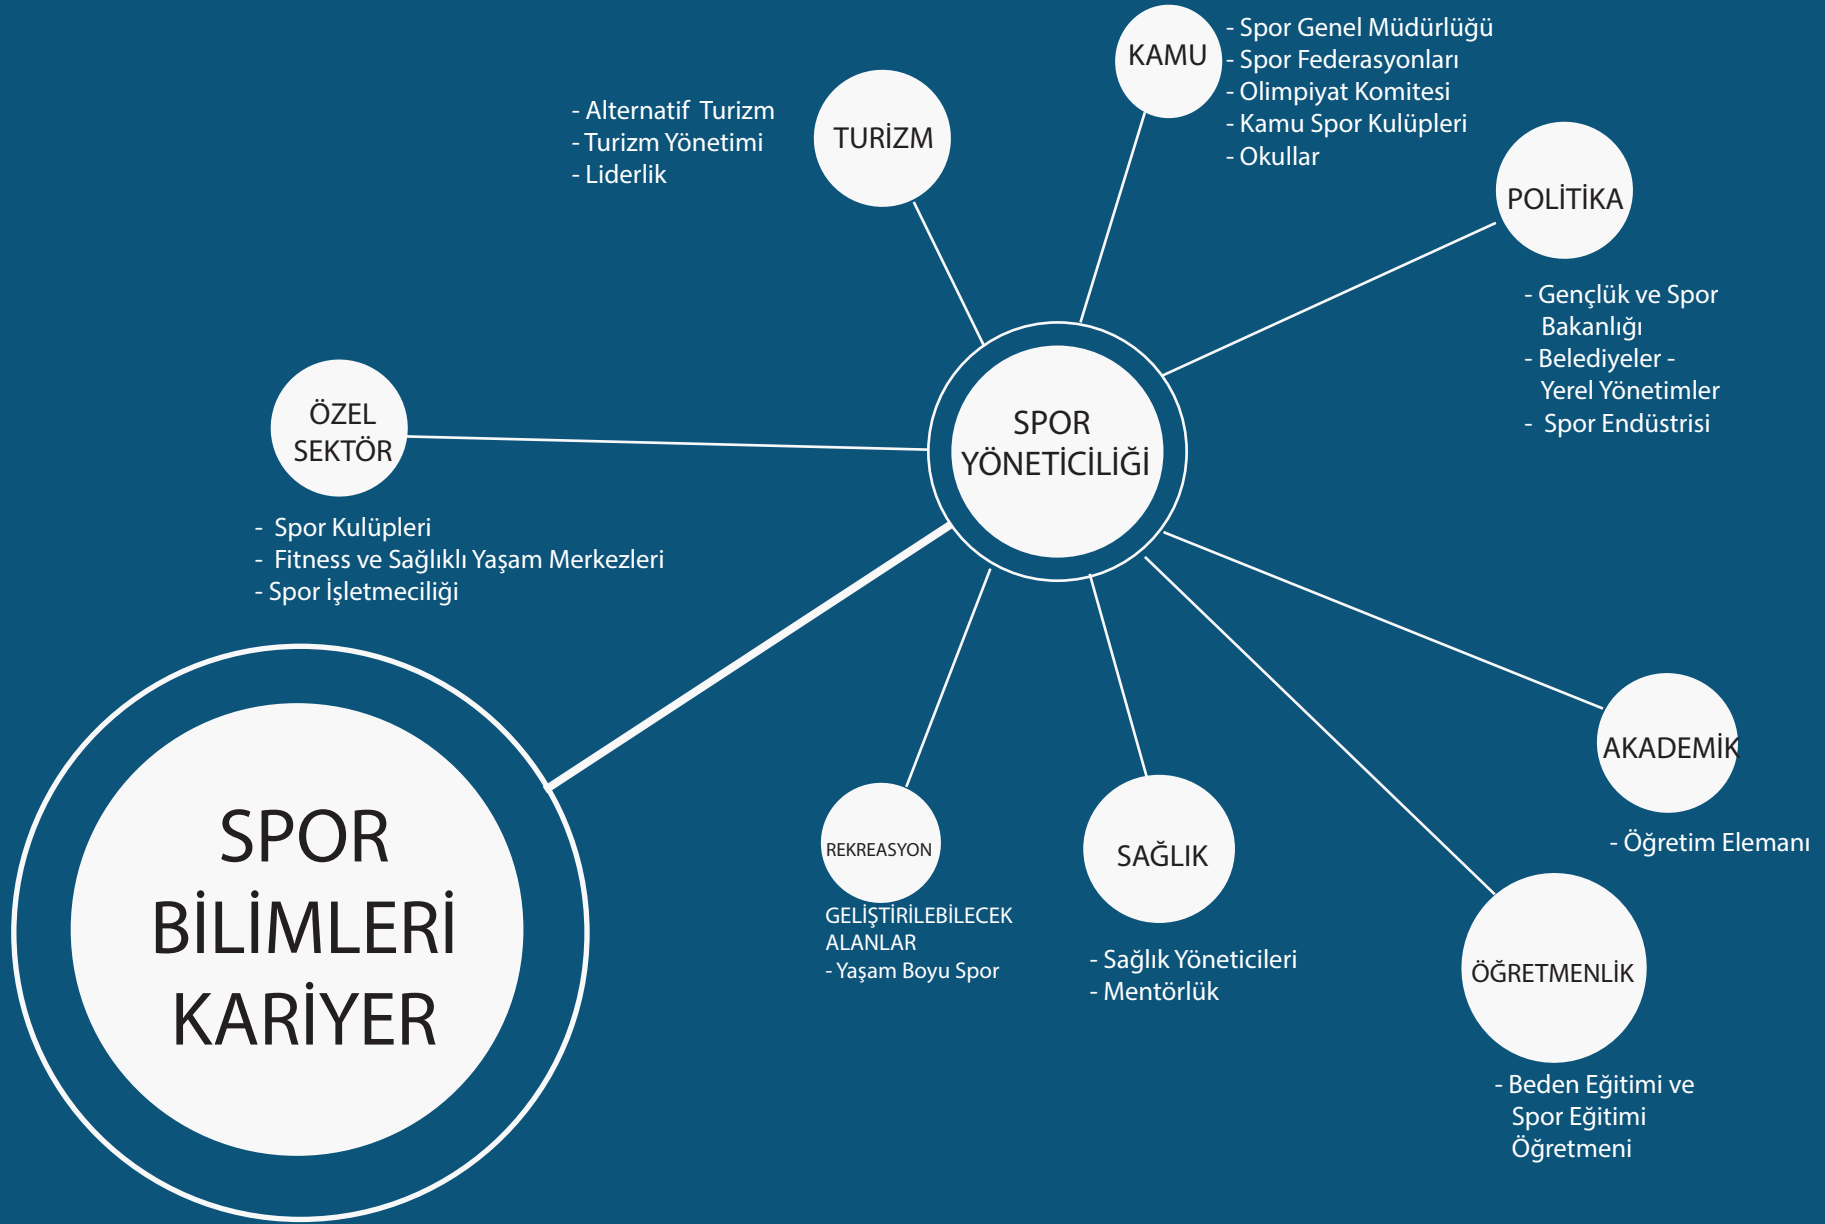 KAMU
- Spor Genel Müdürlüğü
- Spor Federasyonları
- Olimpiyat Komitesi
- Kamu Spor Kulüpleri
- Okullar
TURİZM
- Alternatif  Turizm
- Turizm Yönetimi
- Liderlik
POLİTİKA
- Gençlük ve Spor
Bakanlığı
- Belediyeler -
Yerel Yönetimler
-  Spor Endüstrisi
ÖZEL
SEKTÖR
-  Spor Kulüpleri
-  Fitness ve Sağlıklı Yaşam Merkezleri
- Spor İşletmeciliği
SPOR
YÖNETİCİLİĞİ
SPOR
BİLİMLERİ
KARİYER
REKREASYON
GELİŞTİRİLEBİLECEK
ALANLAR
- Yaşam Boyu Spor
SAĞLIK
- Sağlık Yöneticileri
- Mentörlük
AKADEMİK
- Öğretim Elemanı
ÖĞRETMENLİK
- Beden Eğitimi ve
Spor Eğitimi
Öğretmeni